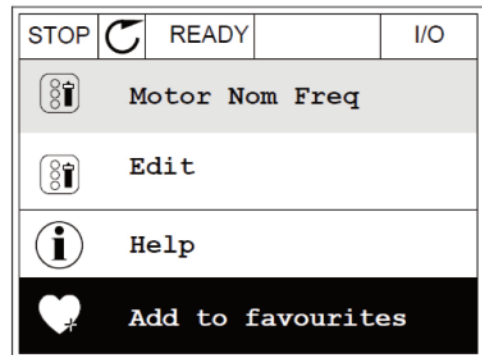 STOP READY I/O
Motor Nom Freq
Edit
Help
Add to favourites